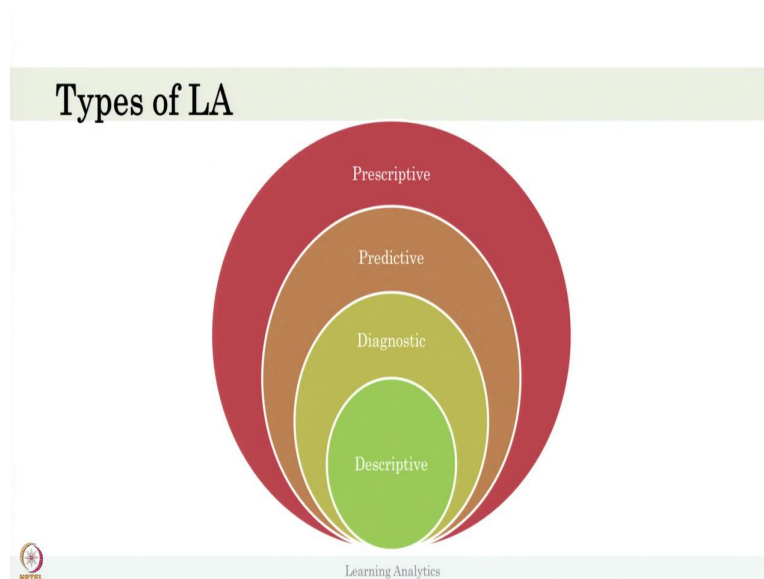 Types of LA
Prescriptive
Predictive
Diagnostic
Descriptive
Learning Analytics